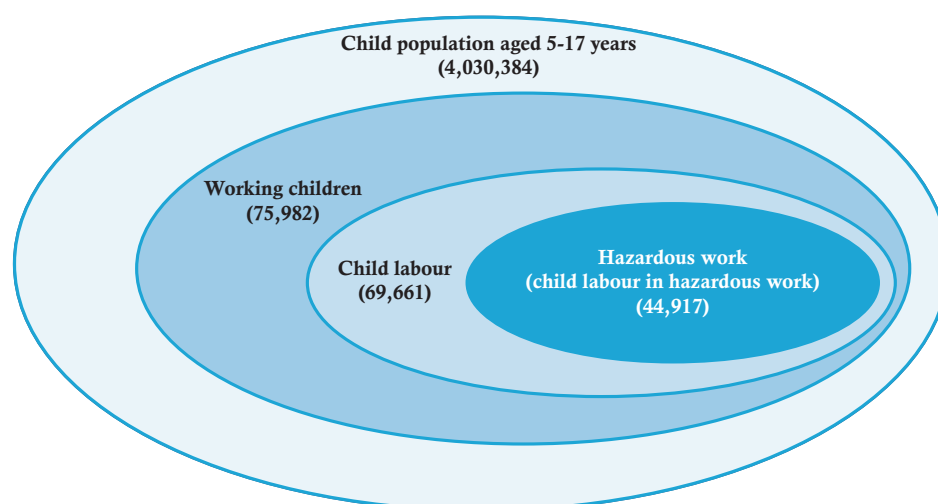 Child population aged 5-17 years
(4,030,384)
Working children
(75,982)
Child labour
(69,661)
Hazardous work
(child labour in hazardous work)
(44,917)